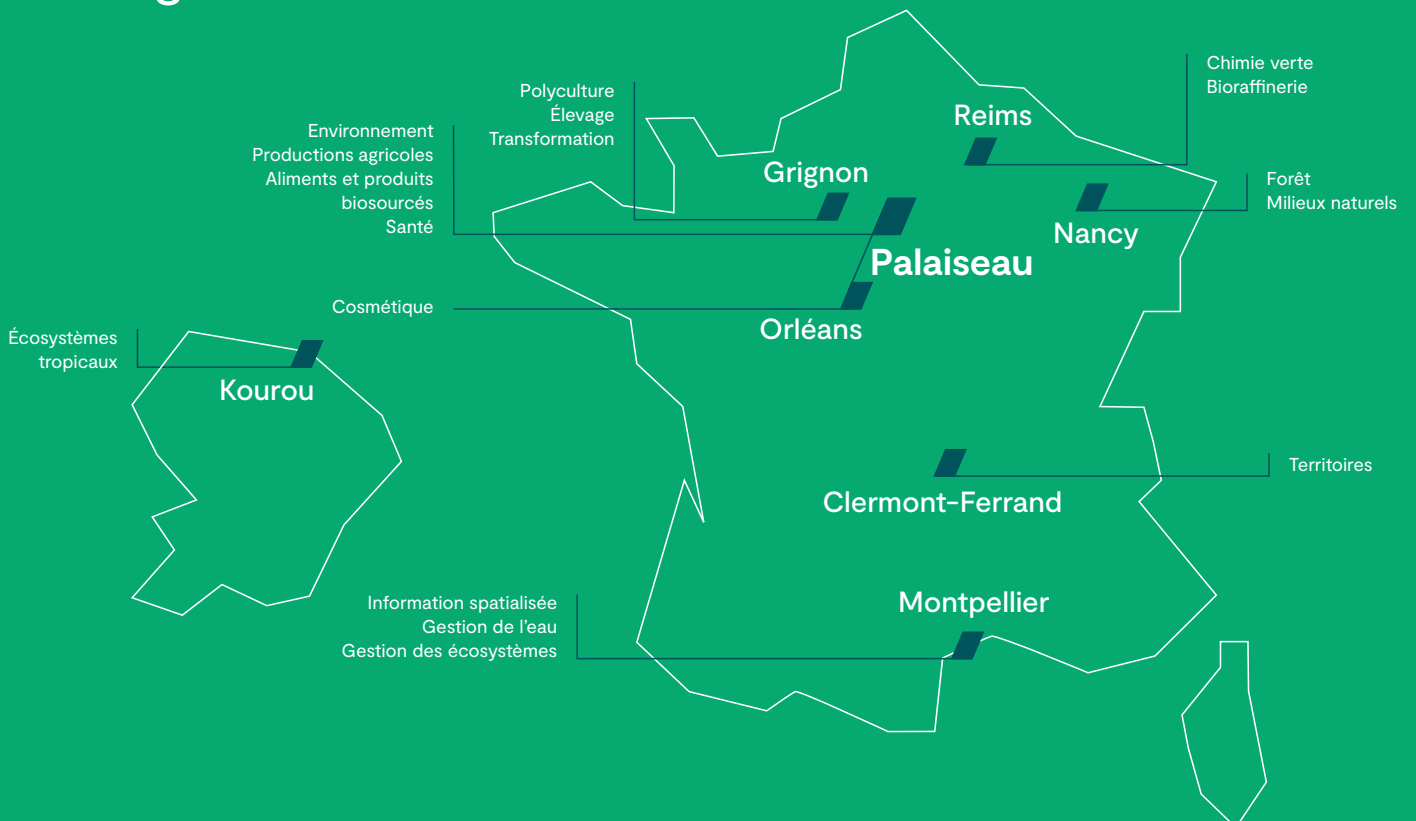 Chimie verte
Bioraffinerie
Polyculture
Élevage
Transformation
Reims
Environnement
Productions agricoles
Aliments et produits
biosourcés
Santé
Grignon
Forêt
Milieux naturels
Nancy
Palaiseau
Cosmétique
Orléans
Écosystèmes
tropicaux
Kourou
Territoires
Clermont-Ferrand
Information spatialisée
Gestion de l'eau
Gestion des écosystèmes
Montpellier